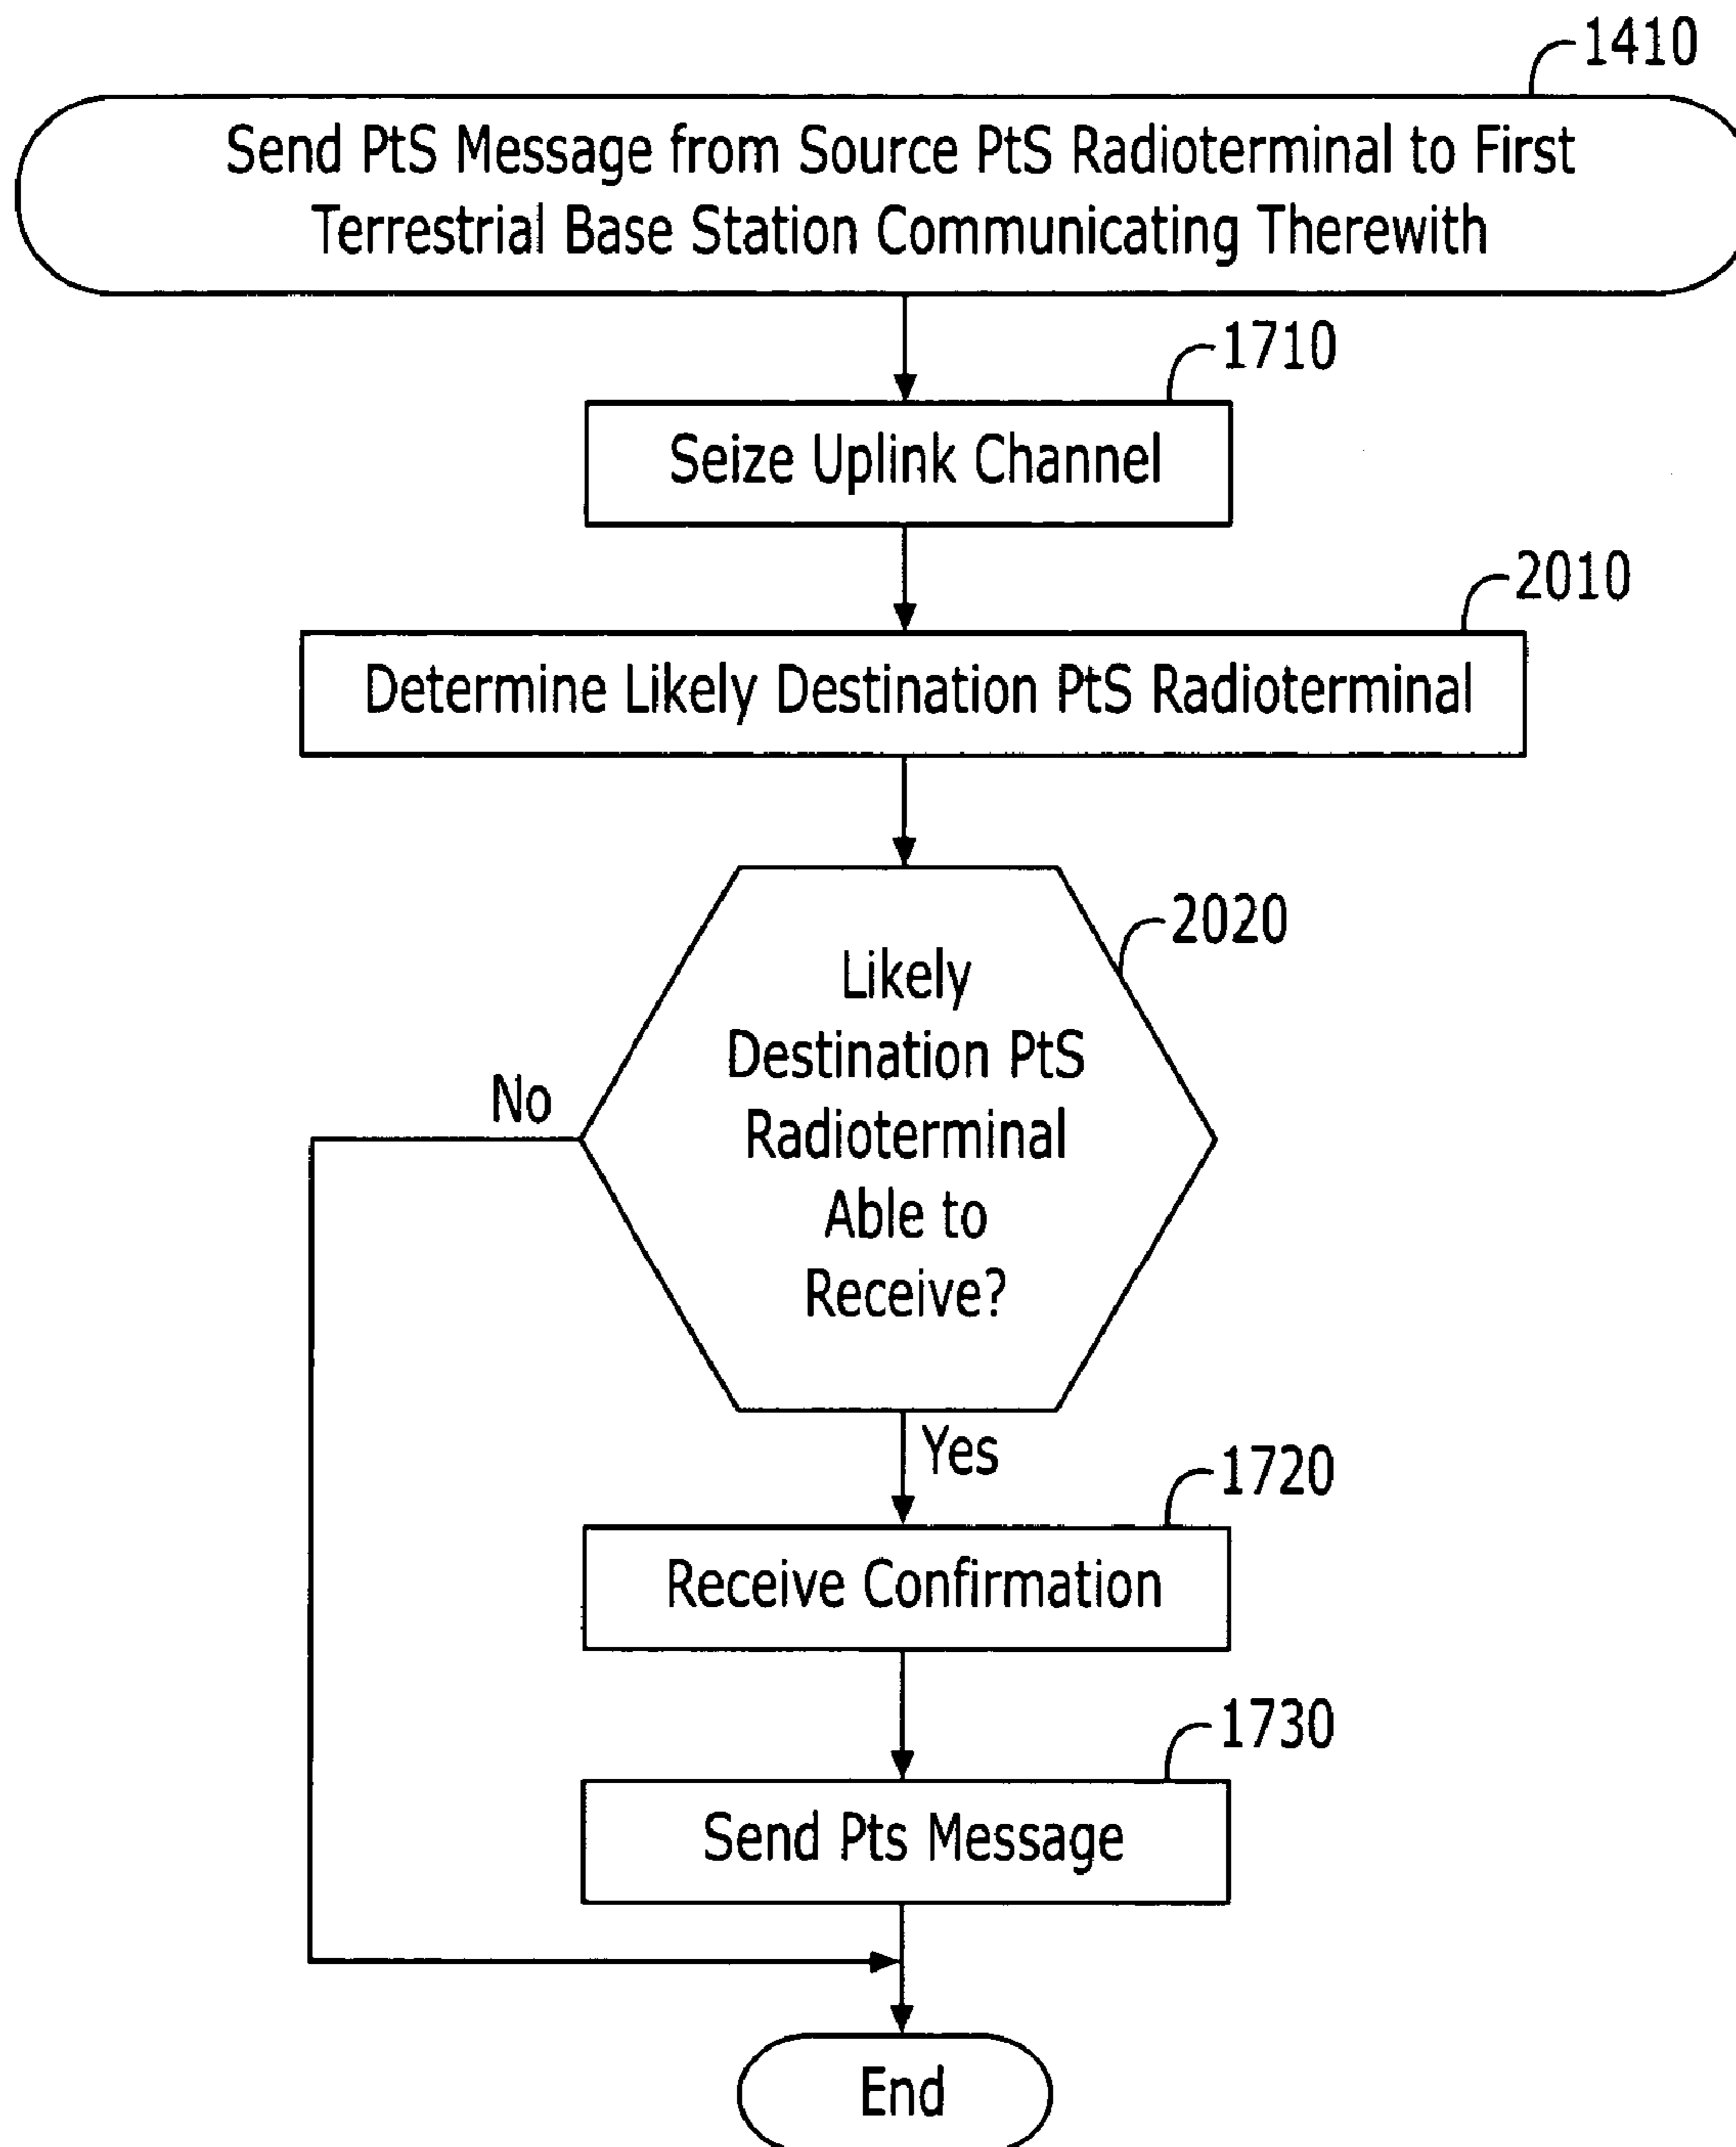 1410
Send PtS Message from Source PtS Radioterminal to First
Terrestrial Base Station Communicating Therewith
1710
Seize Uplink Channel
2010
Determine Likely Destination PtS Radioterminal
2020
Likely
Destination PtS
Radioterminal
Able to
Receive?
No
Yes
1720
Receive Confirmation
1730
Send Pts Message
End